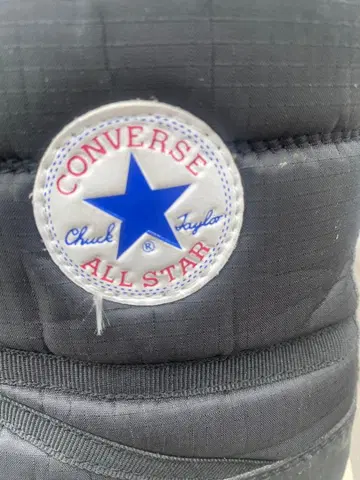 CONVERSE
Chuck Taylor
®
ALL STAR